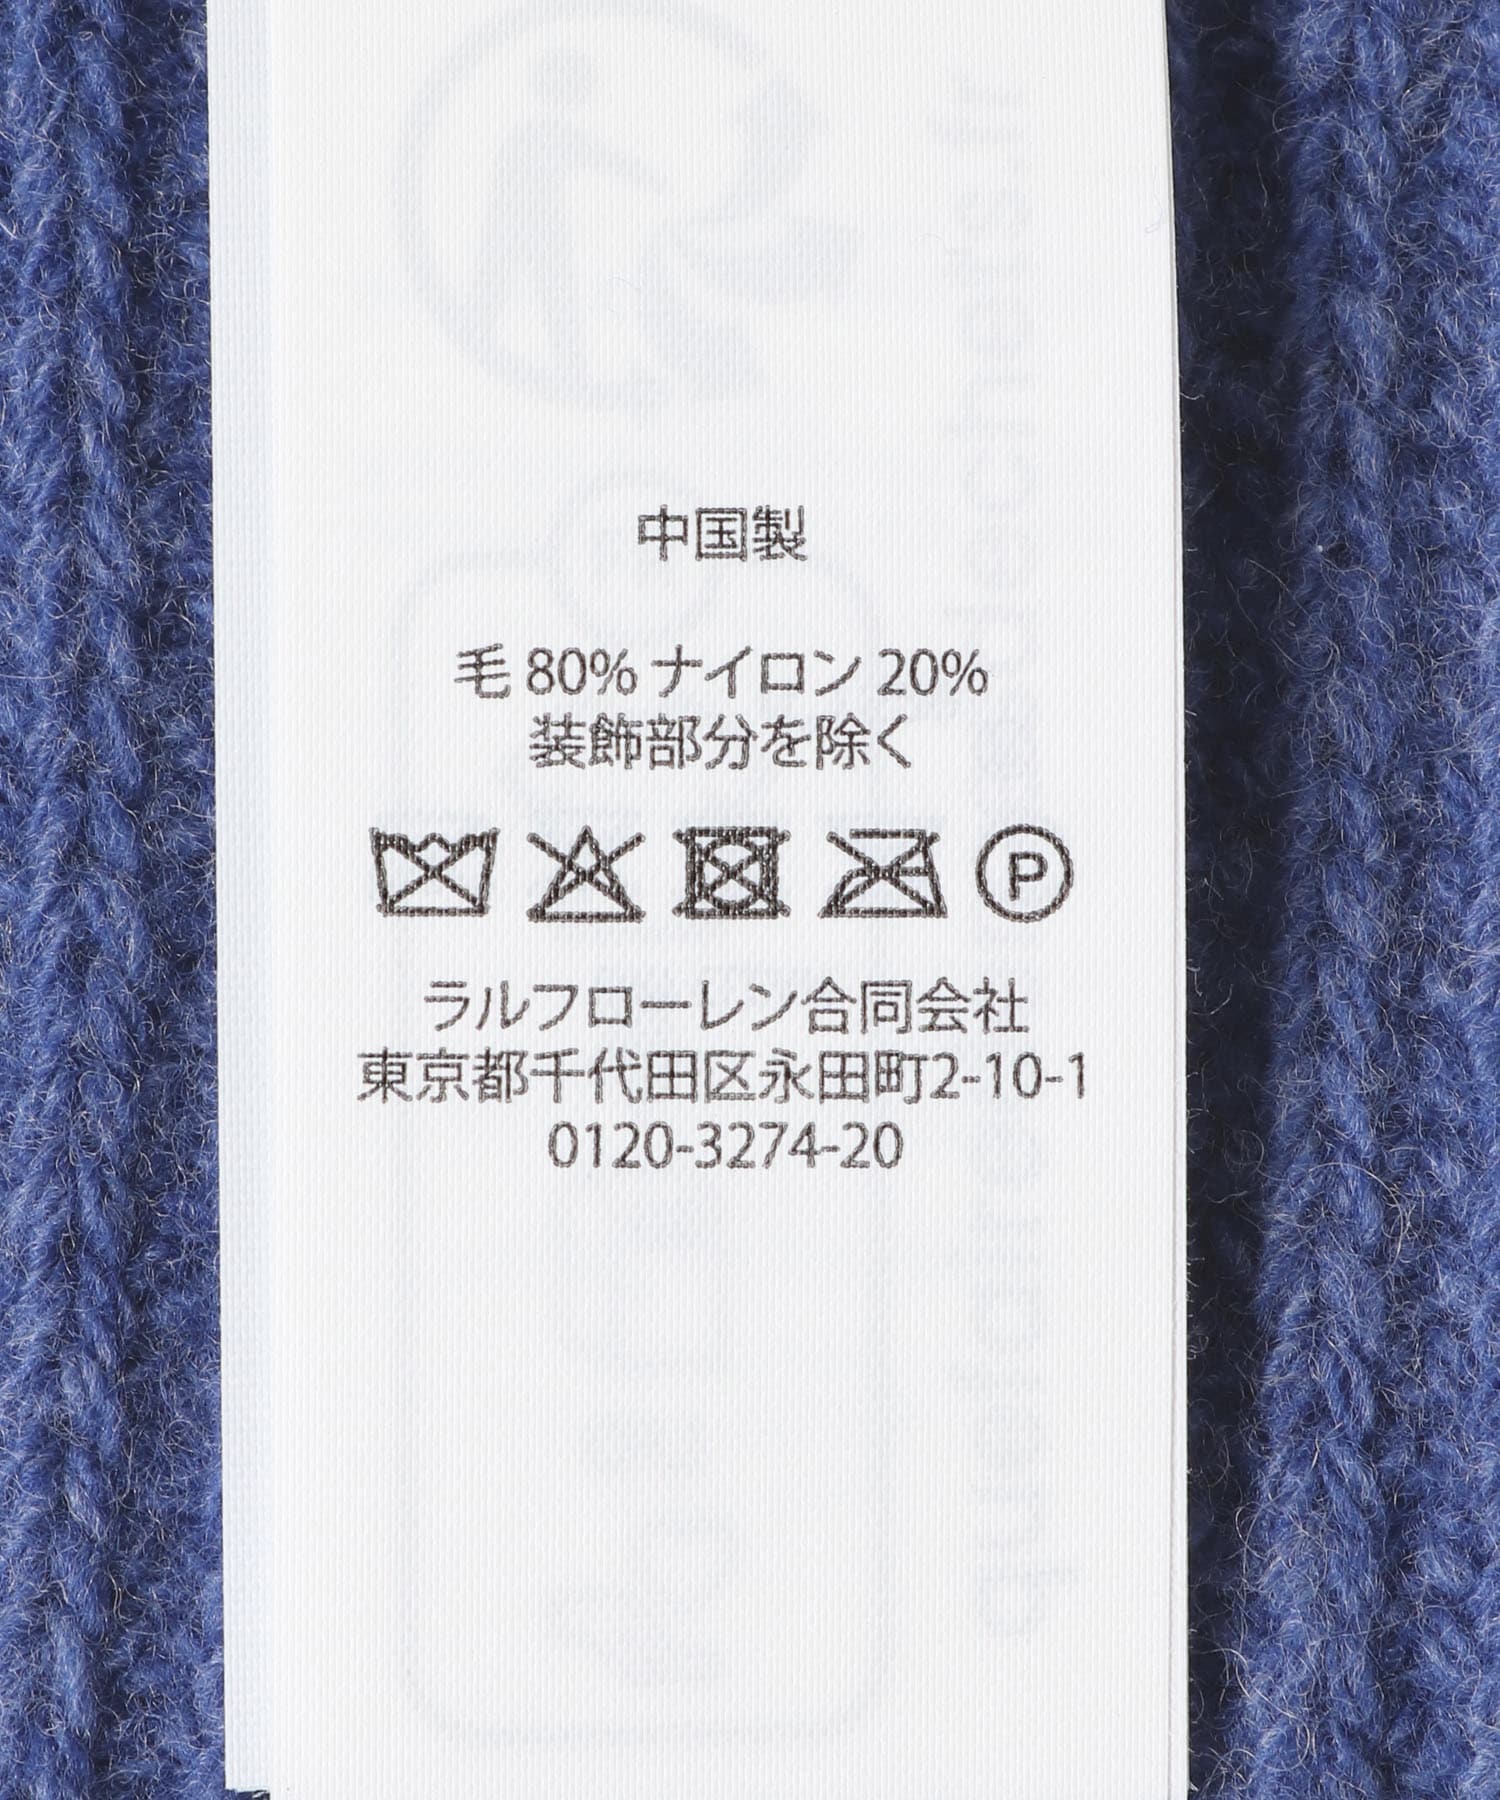 中国製
毛 80% ナイロン 20%
装飾部分を除く
P
ラルフローレン合同会社
東京都千代田区永田町2-10-1
0120-3274-20